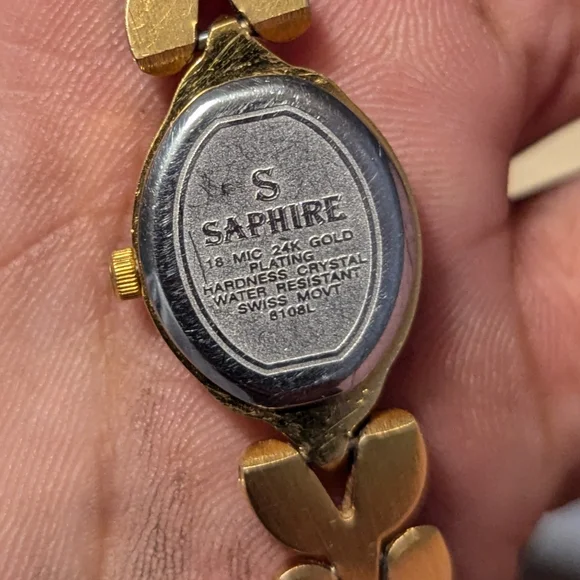 S
SAPHIRE
18 MIC 24K GOLD
PLATING
HARDNESS CRYSTAL
WATER RESISTANT
SWISS MOVT
8108L